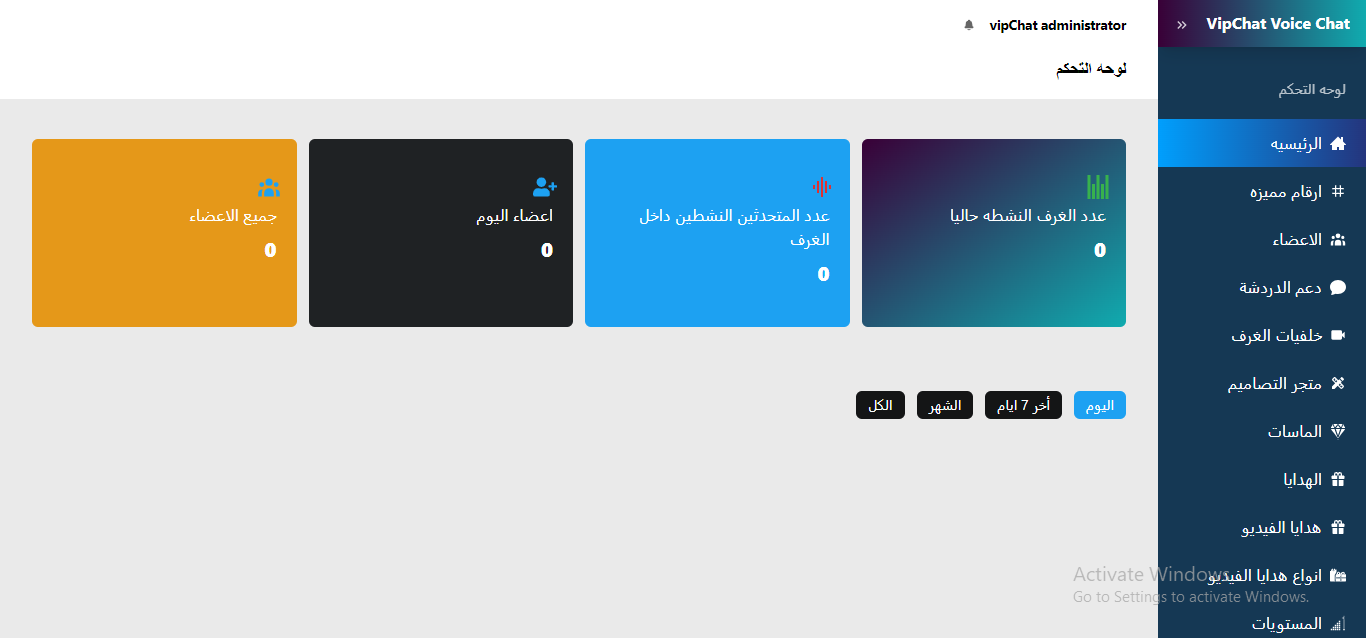 VipChat Voice Chat
»
لوحه التحكم
الرئيسيه
ارقام مميزه
الاعضاء
دعم الدردشة
خلفيات الغرف
متجر التصاميم
الماسات
الهدايا
هدايا الفيديو
انواع هدايا الفيديو
المستويات
vipChat administrator
لوحه التحكم
عدد الغرف النشطه حاليا
0
عدد المتحدثين النشطين داخل
الغرف
0
اعضاء اليوم
0
جميع الاعضاء
0
اليوم
أخر 7 ايام
الشهر
الكل
Activate Windows
Go to Settings to activate Windows.